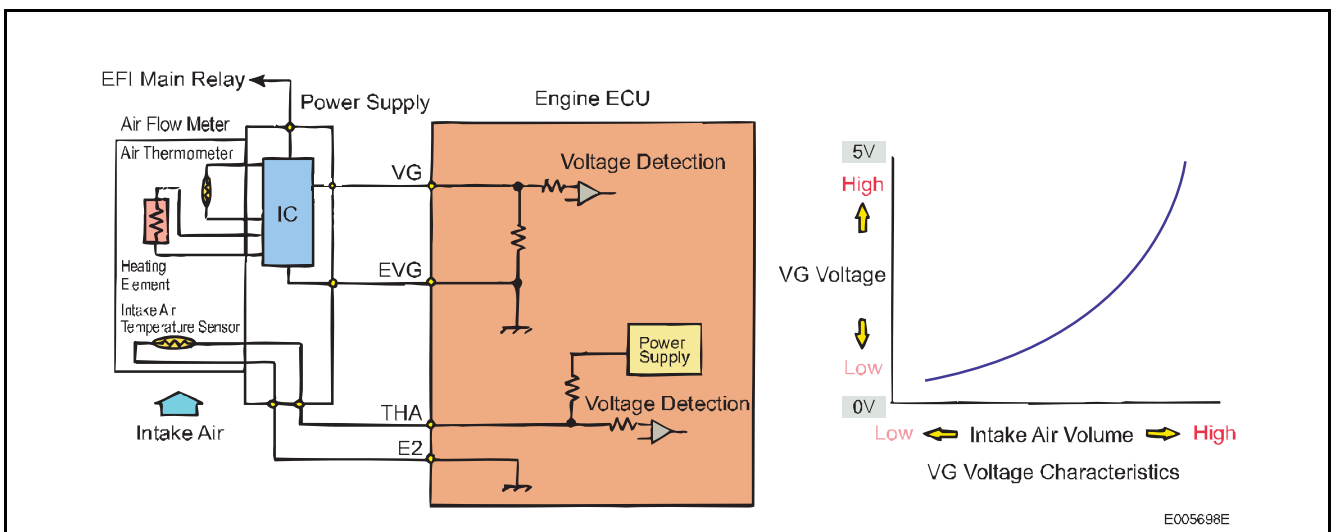 EFI Main Relay
Power Supply
Engine ECU
Air Flow Meter
Air Thermometer
IC
VG
Voltage Detection
Heating
Element
EVG
Intake Air
Temperature Sensor
Power
Supply
THA
Voltage Detection
Intake Air
E2
5V
High
VG Voltage
Low
0V
Low
Intake Air Volume
High
VG Voltage Characteristics
E005698E